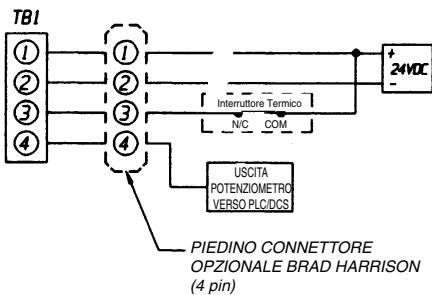 TB1
1 1
2 2
3 3
4 4
+
24VDC
-
Interruttore Termico
N/C COM
USCITA
POTENZIOMETRO
VERSO PLC/DCS
PIEDINO CONNETTORE
OPZIONALE BRAD HARRISON
(4 pin)